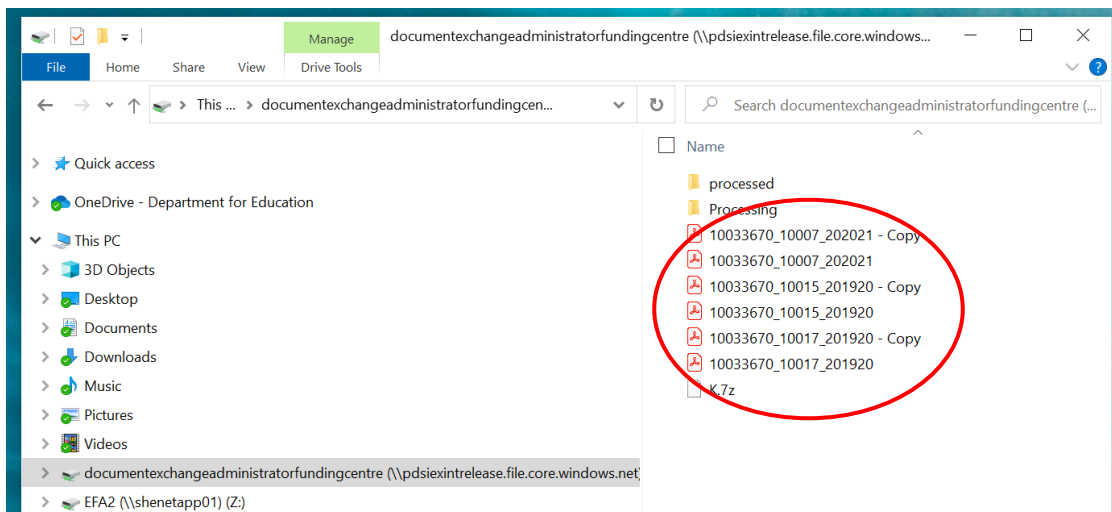 Manage
documentexchangeadministratorfundingcentre (\\pdsiexintrelease.file.core.windows...
File
Home
Share
View
Drive Tools
This ...
documentexchangeadministratorfundingcen...
Search documentexchangeadministratorfundingcentre (...
Name
Quick access
OneDrive - Department for Education
This PC
3D Objects
Desktop
Documents
Downloads
Music
Pictures
Videos
documentexchangeadministratorfundingcentre (\\pdsiexintrelease.file.core.windows.net)
EFA2 (\\shenetapp01) (Z:)
processed
Processing
10033670_10007_202021 - Copy
10033670_10007_202021
10033670_10015_201920 - Copy
10033670_10015_201920
10033670_10017_201920 - Copy
10033670_10017_201920
K.7z